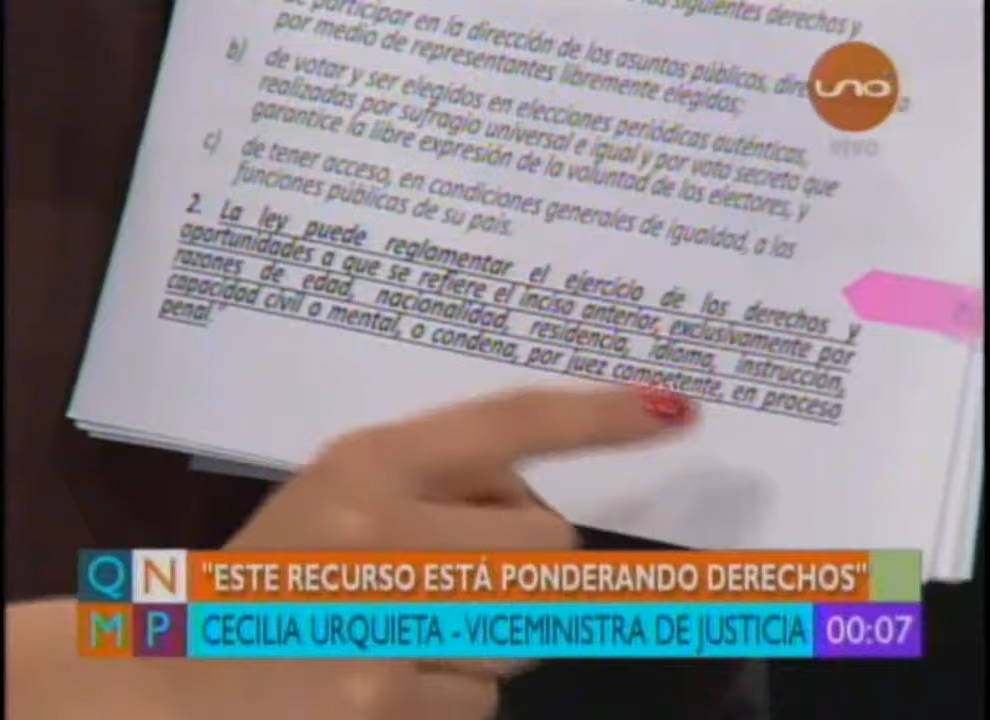 siguientes derechos y
participar en la dirección de los asuntos públicos,
por medio de representantes libremente elegidos;
b) de votar y ser elegidos en elecciones periódicas auténticas,
realizadas por sufragio universal e igual y por voto secreto que
garantice la libre expresión de la voluntad de los electores, y
c) de tener acceso, en condiciones generales de igualdad, a las
funciones públicas de su país.
2. La ley puede reglamentar el ejercicio de los derechos y
oportunidades a que se refiere el inciso anterior, exclusivamente por
razones de edad, nacionalidad, residencia, idioma, instrucción,
capacidad civil o mental, o condena, por juez competente, en proceso
penal."
UNO
VIVO
QNMP
"ESTE RECURSO ESTÁ PONDERANDO DERECHOS"
CECILIA URQUIETA - VICEMINISTRA DE JUSTICIA
00:07